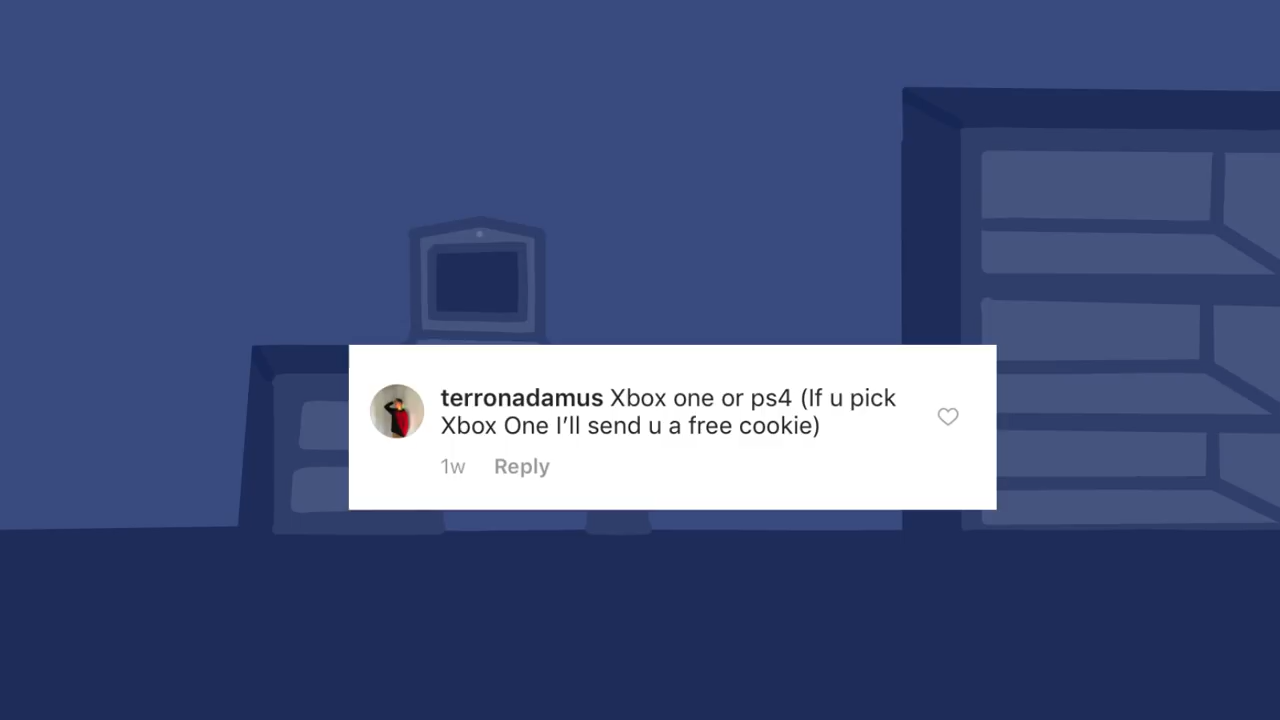 terronadamus Xbox one or ps4 (If u pick
Xbox One I’ll send u a free cookie)
1w Reply